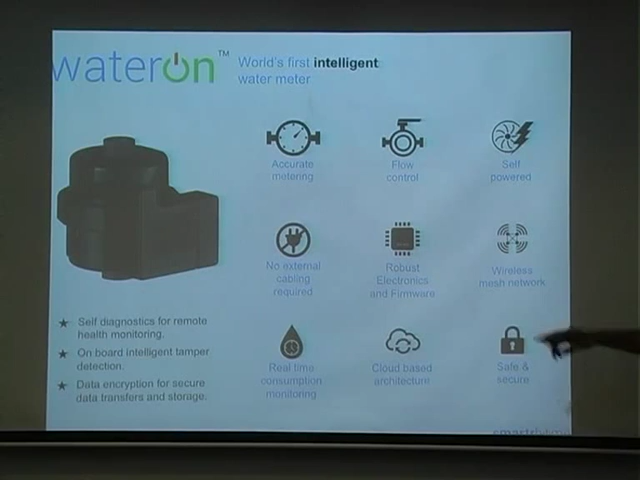 wateron™
World's first intelligent
water meter
Accurate
metering
Flow
control
Self
powered
No external
cabling
required
Robust
Electronics
and Firmware
Wireless
mesh network
Real time
consumption
monitoring
Cloud based
architecture
Safe &
secure
★ Self diagnostics for remote
health monitoring.
★ On board intelligent tamper
detection.
★ Data encryption for secure
data transfers and storage.